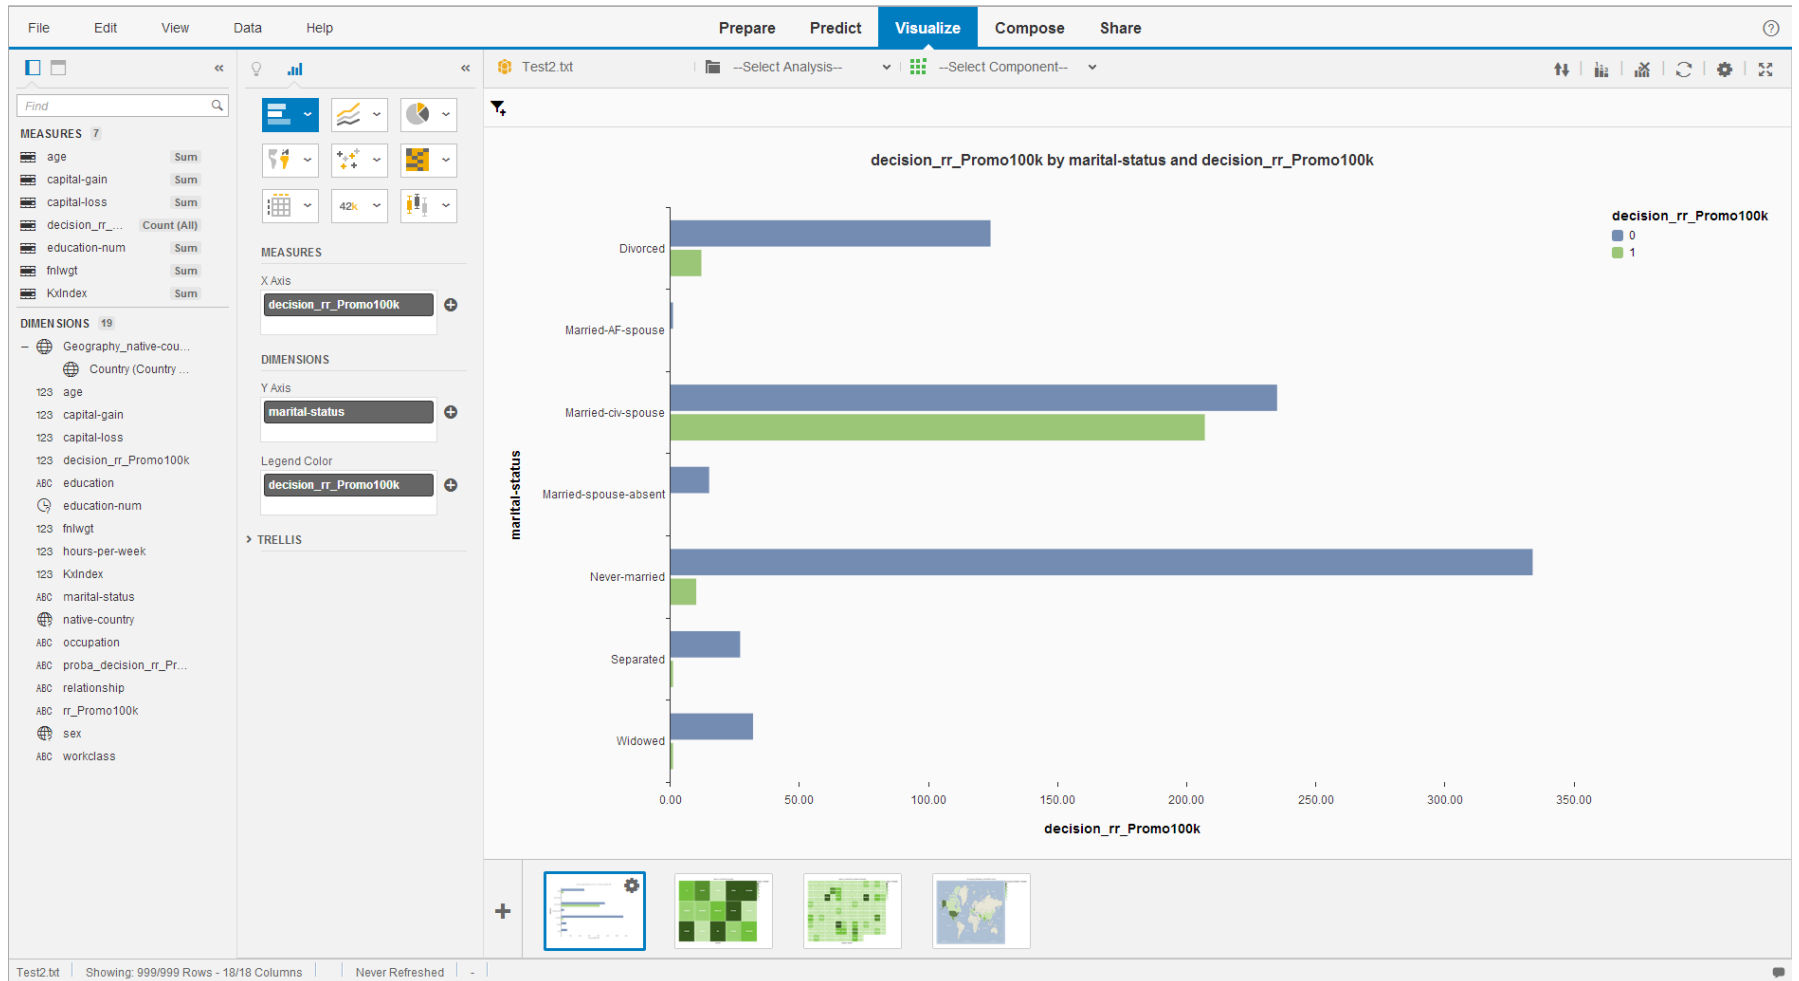 File Edit View Data Help Prepare Predict Visualize Compose Share
Find
MEASURES 7
age Sum
capital-gain Sum
capital-loss Sum
decision_rr_... Count (All)
education-num Sum
fnlwgt Sum
KxIndex Sum
DIMENSIONS 19
Geography_native-cou...
Country (Country ...
123 age
123 capital-gain
123 capital-loss
123 decision_rr_Promo100k
ABC education
education-num
123 fnlwgt
123 hours-per-week
123 KxIndex
ABC marital-status
native-country
ABC occupation
ABC proba_decision_rr_Pr...
ABC relationship
ABC rr_Promo100k
sex
ABC workclass
42k
MEASURES
X Axis
decision_rr_Promo100k
DIMENSIONS
Y Axis
marital-status
Legend Color
decision_rr_Promo100k
TRELLIS
Test2.txt --Select Analysis-- --Select Component--
decision_rr_Promo100k by marital-status and decision_rr_Promo100k
decision_rr_Promo100k
0
1
marital-status
Divorced
Married-AF-spouse
Married-civ-spouse
Married-spouse-absent
Never-married
Separated
Widowed
0.00 50.00 100.00 150.00 200.00 250.00 300.00 350.00
decision_rr_Promo100k
Test2.txt Showing: 999/999 Rows - 18/18 Columns Never Refreshed -